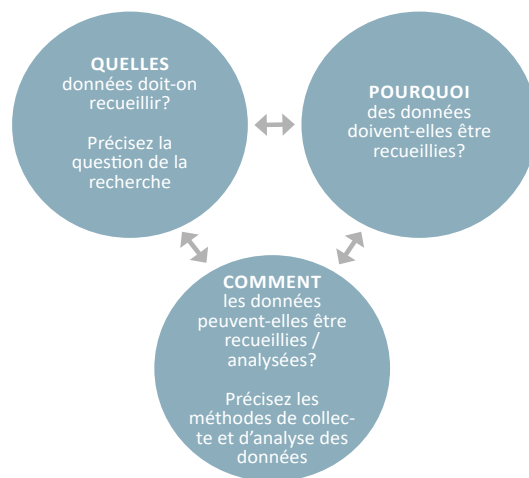 QUELLES
données doit-on
recueillir?
Précisez la
question de la
recherche
POURQUOI
des données
doivent-elles être
recueillies?
COMMENT
les données
peuvent-elles être
recueillies /
analysées?
Précisez les
méthodes de collec-
te et d'analyse des
données